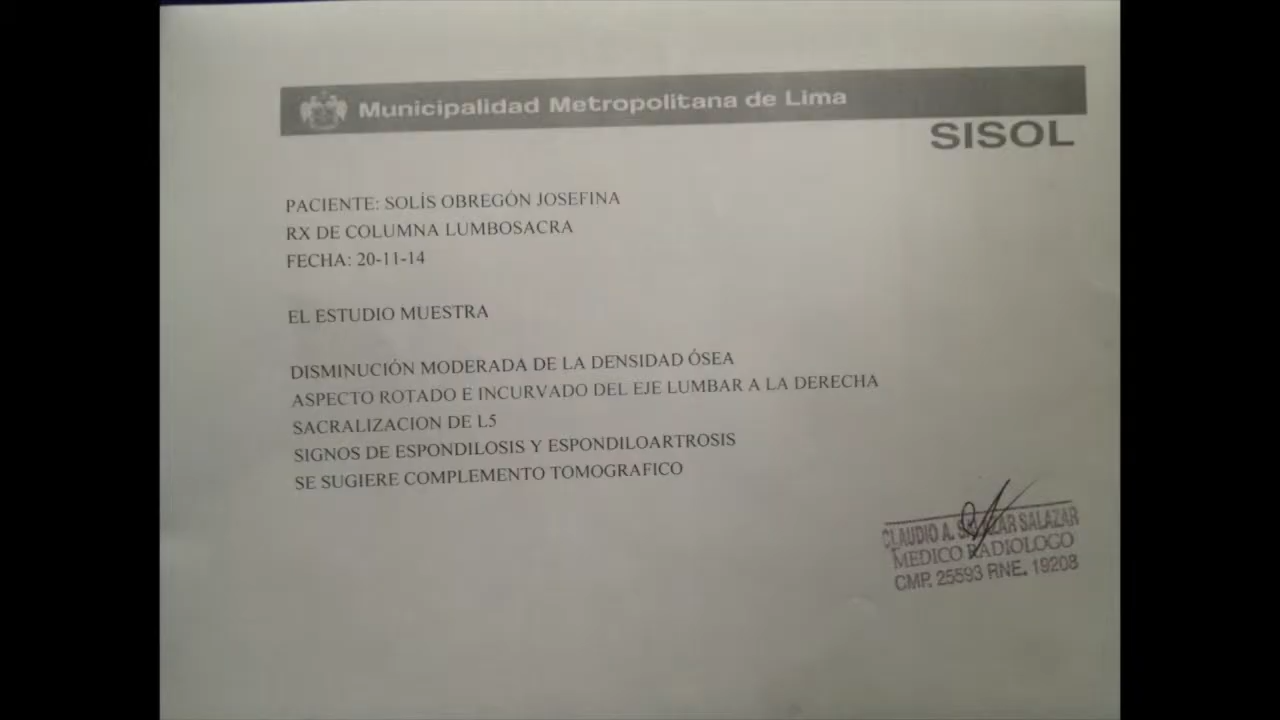 Municipalidad Metropolitana de Lima
SISOL
PACIENTE: SOLÍS OBREGÓN JOSEFINA
RX DE COLUMNA LUMBOSACRA
FECHA: 20-11-14
EL ESTUDIO MUESTRA
DISMINUCIÓN MODERADA DE LA DENSIDAD ÓSEA
ASPECTO ROTADO E INCURVADO DEL EJE LUMBAR A LA DERECHA
SACRALIZACION DE L5
SIGNOS DE ESPONDILOSIS Y ESPONDILOARTROSIS
SE SUGIERE COMPLEMENTO TOMOGRAFICO
CLAUDIO A. SALAZAR SALAZAR
MEDICO RADIOLOGO
CMP. 25593 RNE. 19208